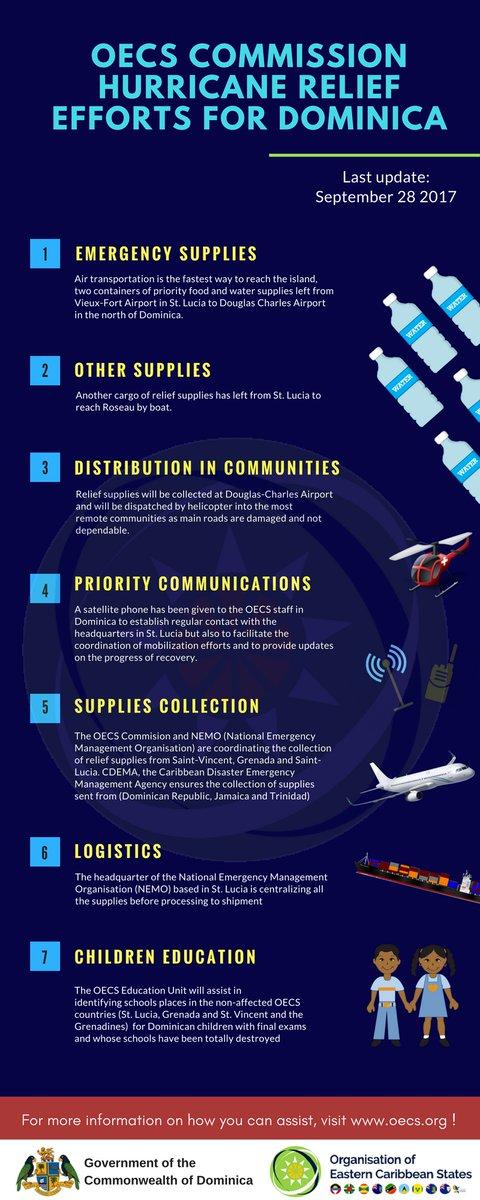 OECS COMMISSION
HURRICANE RELIEF
EFFORTS FOR DOMINICA
Last update:
September 28 2017
1 EMERGENCY SUPPLIES
Air transportation is the fastest way to reach the island,
two containers of priority food and water supplies left from
Vieux-Fort Airport in St. Lucia to Douglas Charles Airport
in the north of Dominica.
WATER
WATER
WATER
WATER
WATER
2 OTHER SUPPLIES
Another cargo of relief supplies has left from St. Lucia to
reach Roseau by boat.
3 DISTRIBUTION IN COMMUNITIES
Relief supplies will be collected at Douglas-Charles Airport
and will be dispatched by helicopter into the most
remote communities as main roads are damaged and not
dependable.
4 PRIORITY COMMUNICATIONS
A satellite phone has been given to the OECS staff in
Dominica to establish regular contact with the
headquarters in St. Lucia but also to facilitate the
coordination of mobilization efforts and to provide updates
on the progress of recovery.
5 SUPPLIES COLLECTION
The OECS Commision and NEMO (National Emergency
Management Organisation) are coordinating the collection
of relief supplies from Saint-Vincent, Grenada and Saint-
Lucia. CDEMA, the Caribbean Disaster Emergency
Management Agency ensures the collection of supplies
sent from (Dominican Republic, Jamaica and Trinidad)
6 LOGISTICS
The headquarter of the National Emergency Management
Organisation (NEMO) based in St. Lucia is centralizing all
the supplies before processing to shipment
7 CHILDREN EDUCATION
The OECS Education Unit will assist in
identifying schools places in the non-affected OECS
countries (St. Lucia, Grenada and St. Vincent and the
Grenadines) for Dominican children with final exams
and whose schools have been totally destroyed
For more information on how you can assist, visit www.oecs.org !
Government of the
Commonwealth of Dominica
Organisation of
Eastern Caribbean States